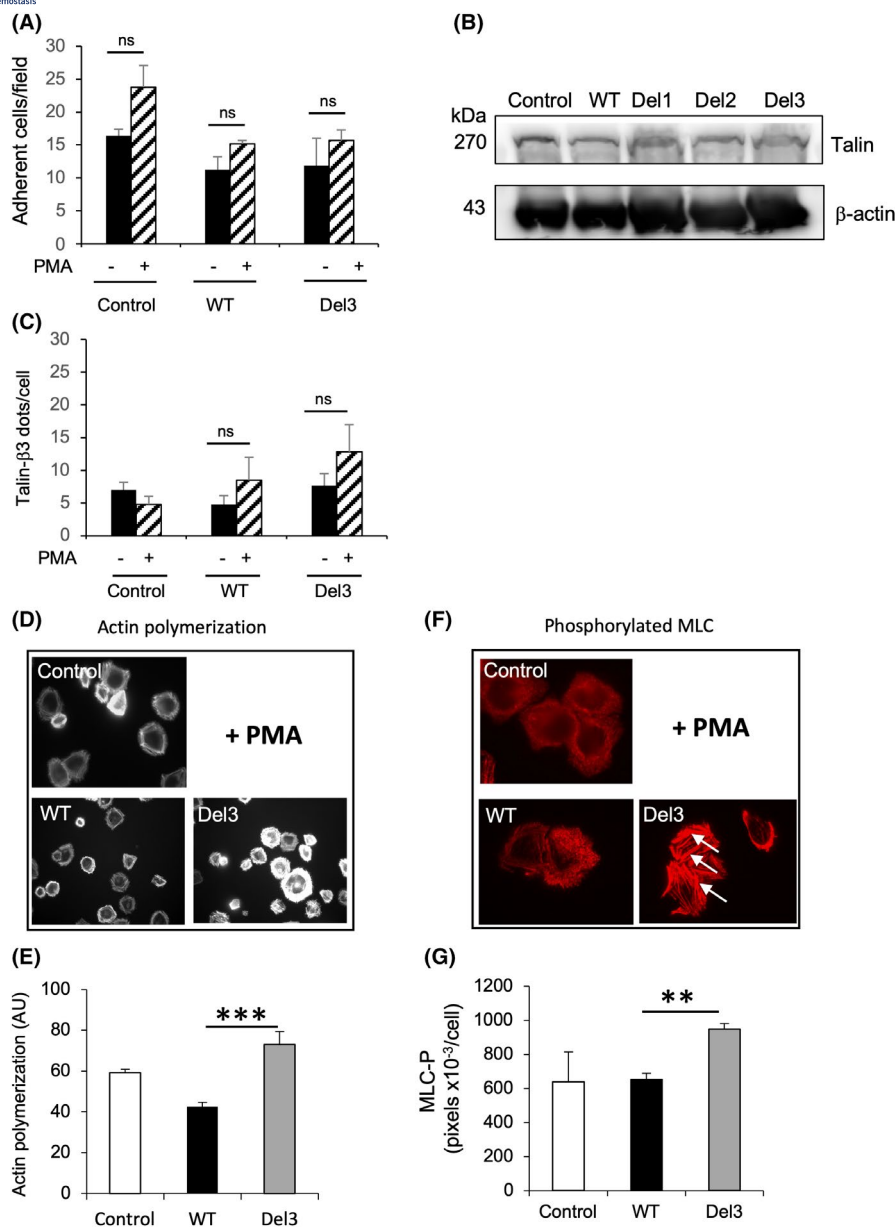 emostasis
(A)
Adherent cells/field
30
25
20
15
10
5
0
ns
ns
ns
PMA - + - + - +
Control WT Del3
(B)
Control WT Del1 Del2 Del3
kDa
270
Talin
43
β-actin
(C)
Talin-β3 dots/cell
30
25
20
15
10
5
0
ns
ns
PMA - + - + - +
Control WT Del3
(D)
Actin polymerization
Control
+ PMA
WT
Del3
(E)
Actin polymerization (AU)
100
80
60
40
20
0
***
Control WT Del3
(F)
Phosphorylated MLC
Control
+ PMA
WT
Del3
(G)
MLC-P
(pixels x10-3/cell)
1200
1000
800
600
400
200
0
**
Control WT Del3